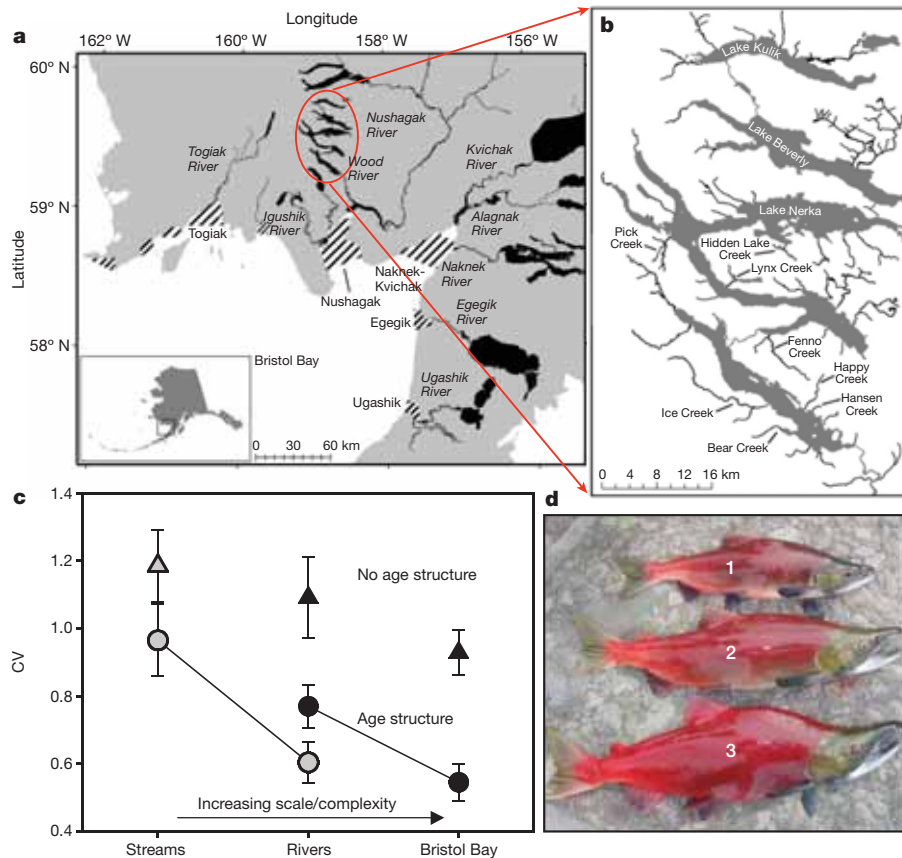 a
Longitude
162° W
160° W
158° W
156° W
Latitude
60° N
59° N
58° N
Togiak
River
Nushagak
River
Wood
River
Kvichak
River
Igushik
River
Alagnak
River
Togiak
Naknek-
Kvichak
Naknek
River
Nushagak
Egegik
Egegik
River
Bristol Bay
Ugashik
River
Ugashik
0 30 60 km
b
Lake Kulik
Lake Beverly
Lake Nerka
Pick
Creek
Hidden Lake
Creek
Lynx Creek
Fenno
Creek
Happy
Creek
Hansen
Creek
Ice Creek
Bear Creek
0 4 8 12 16 km
c
CV
1.4
1.2
1.0
0.8
0.6
0.4
No age structure
Age structure
Increasing scale/complexity
Streams
Rivers
Bristol Bay
d
1
2
3